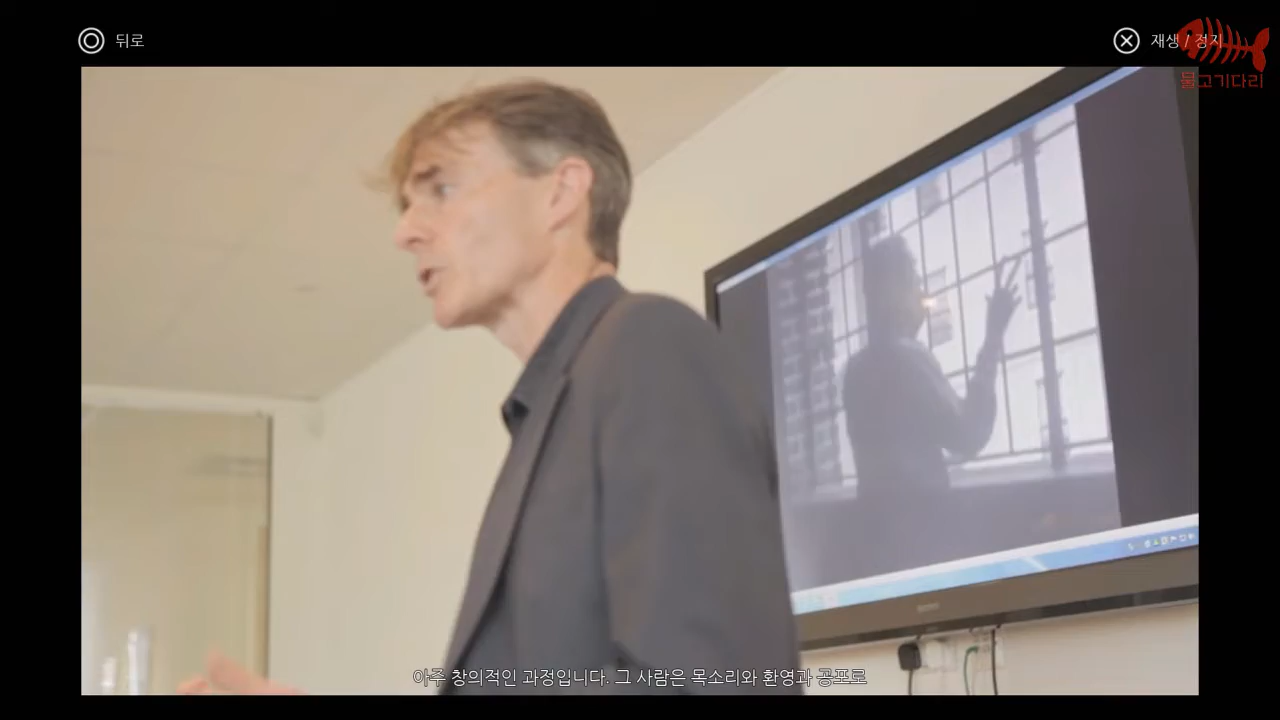 뒤로
재생 / 정지
물고기다리
아주 창의적인 과정입니다. 그 사람은 목소리와 환영과 공포로